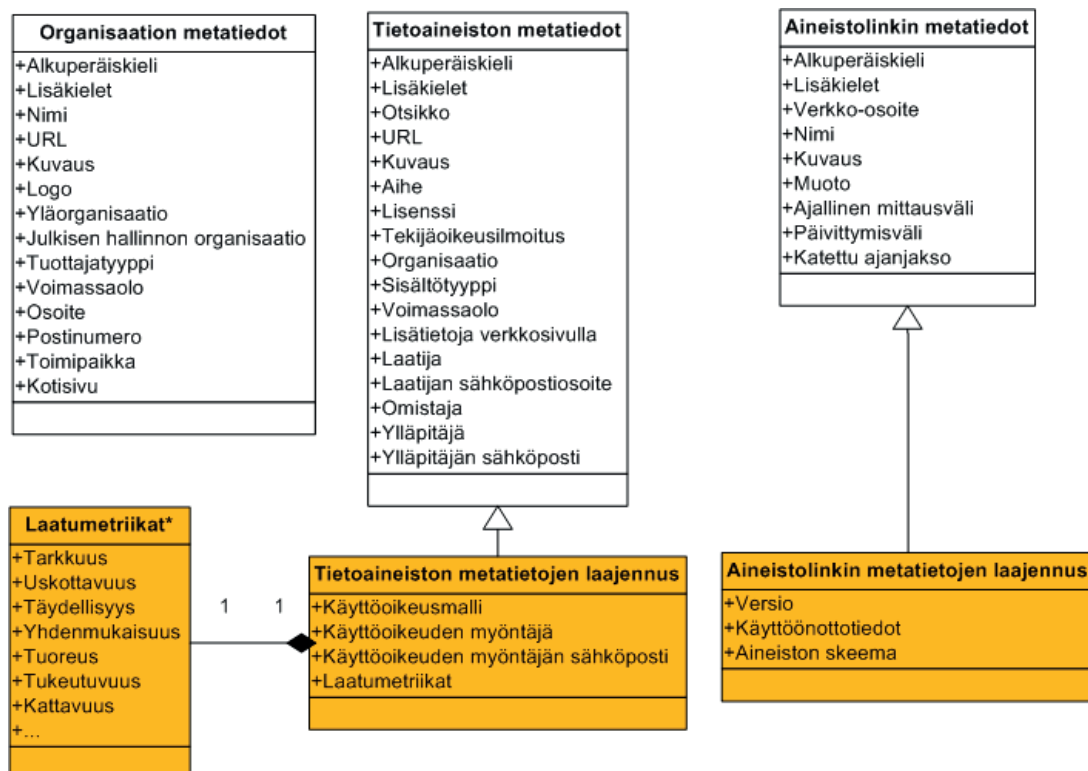 Organisaation metatiedot
+Alkuperäiskieli
+Lisäkielet
+Nimi
+URL
+Kuvaus
+Logo
+Yläorganisaatio
+Julkisen hallinnon organisaatio
+Tuottajatyyppi
+Voimassaolo
+Osoite
+Postinumero
+Toimipaikka
+Kotisivu
Tietoaineiston metatiedot
+Alkuperäiskieli
+Lisäkielet
+Otsikko
+URL
+Kuvaus
+Aihe
+Lisenssi
+Tekijäoikeusilmoitus
+Organisaatio
+Sisältötyyppi
+Voimassaolo
+Lisätietoja verkkosivulla
+Laatija
+Laatijan sähköpostiosoite
+Omistaja
+Ylläpitäjä
+Ylläpitäjän sähköposti
Aineistolinkin metatiedot
+Alkuperäiskieli
+Lisäkielet
+Verkko-osoite
+Nimi
+Kuvaus
+Muoto
+Ajallinen mittausväli
+Päivittymisväli
+Katettu ajanjakso
Laatumetriikat*
+Tarkkuus
+Uskottavuus
+Täydellisyys
+Yhdenmukaisuus
+Tuoreus
+Tukeutuvuus
+Kattavuus
+...
1 1
Tietoaineiston metatietojen laajennus
+Käyttöoikeusmalli
+Käyttöoikeuden myöntäjä
+Käyttöoikeuden myöntäjän sähköposti
+Laatumetriikat
Aineistolinkin metatietojen laajennus
+Versio
+Käyttöönottotiedot
+Aineiston skeema